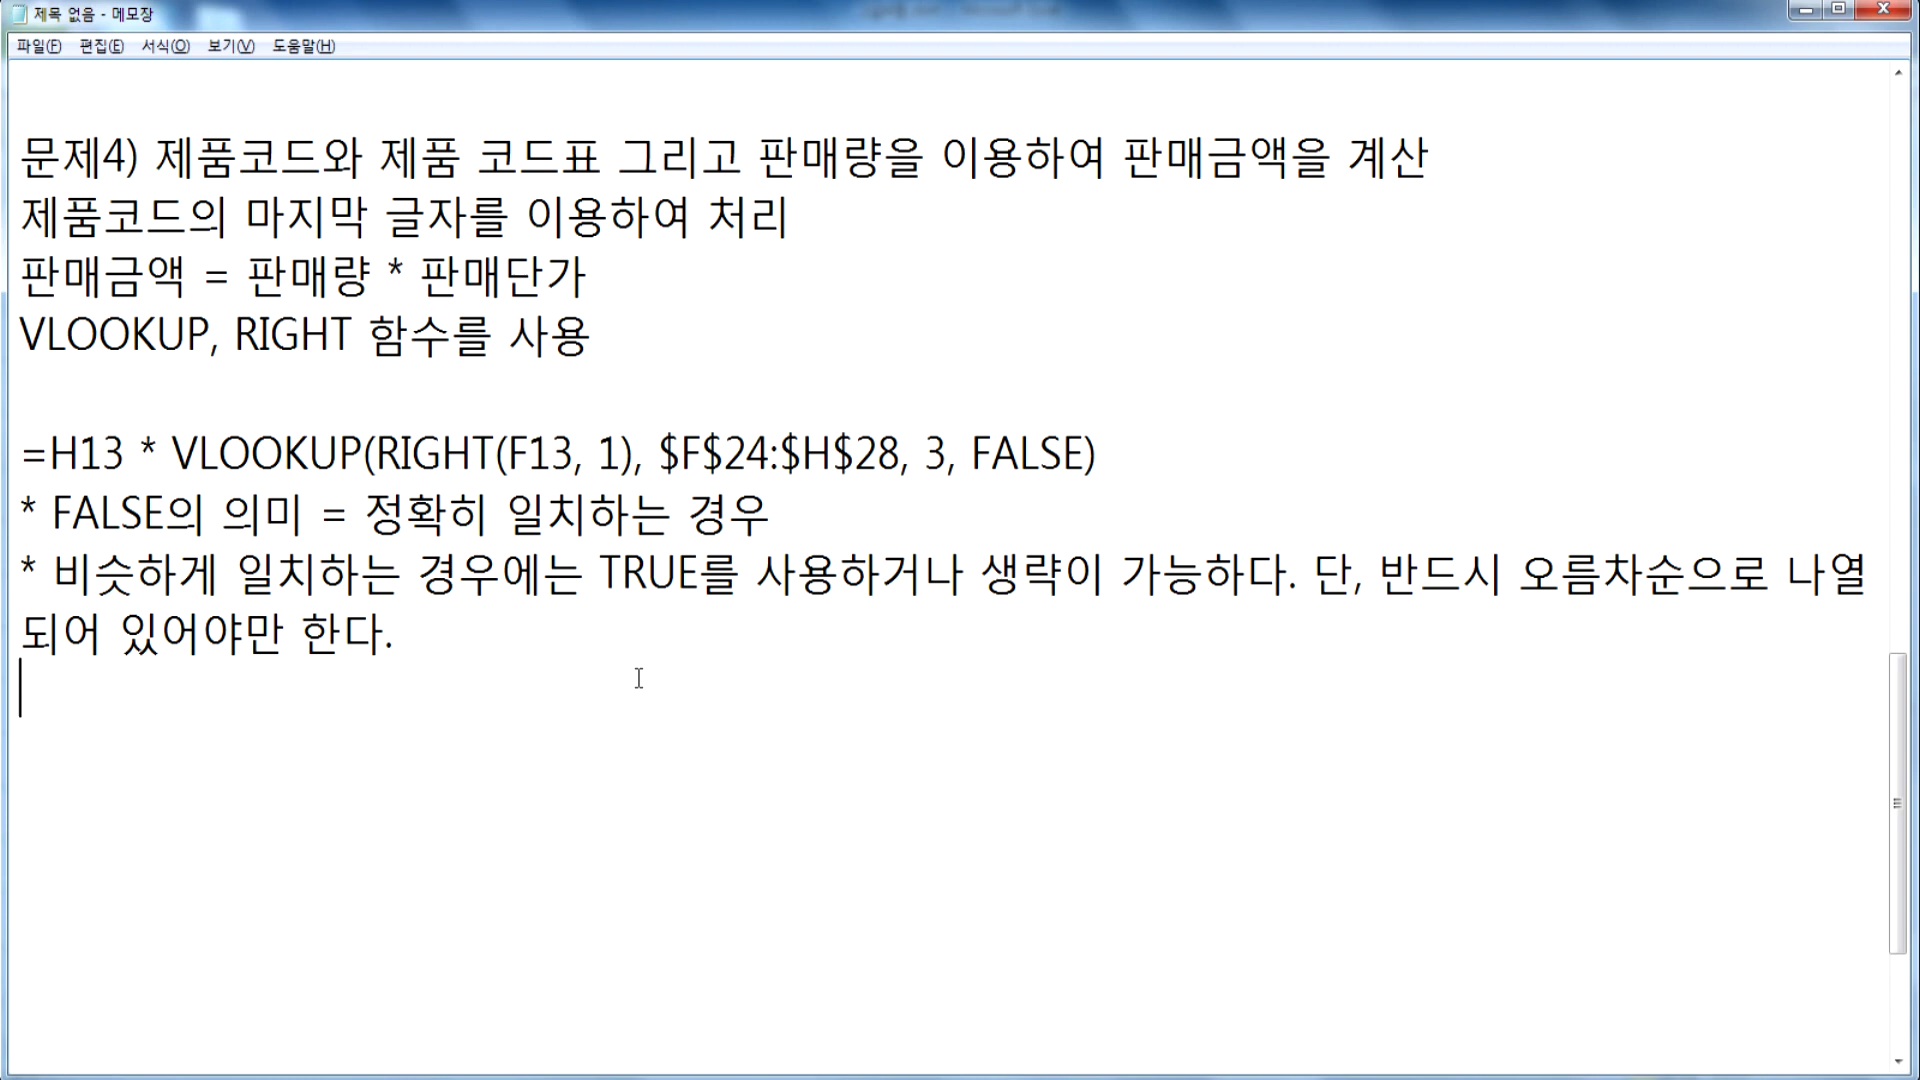 제목 없음 - 메모장
파일(F) 편집(E) 서식(O) 보기(V) 도움말(H)
문제4) 제품코드와 제품 코드표 그리고 판매량을 이용하여 판매금액을 계산
제품코드의 마지막 글자를 이용하여 처리
판매금액 = 판매량 * 판매단가
VLOOKUP, RIGHT 함수를 사용
=H13 * VLOOKUP(RIGHT(F13, 1), $F$24:$H$28, 3, FALSE)
* FALSE의 의미 = 정확히 일치하는 경우
* 비슷하게 일치하는 경우에는 TRUE를 사용하거나 생략이 가능하다. 단, 반드시 오름차순으로 나열
되어 있어야만 한다.